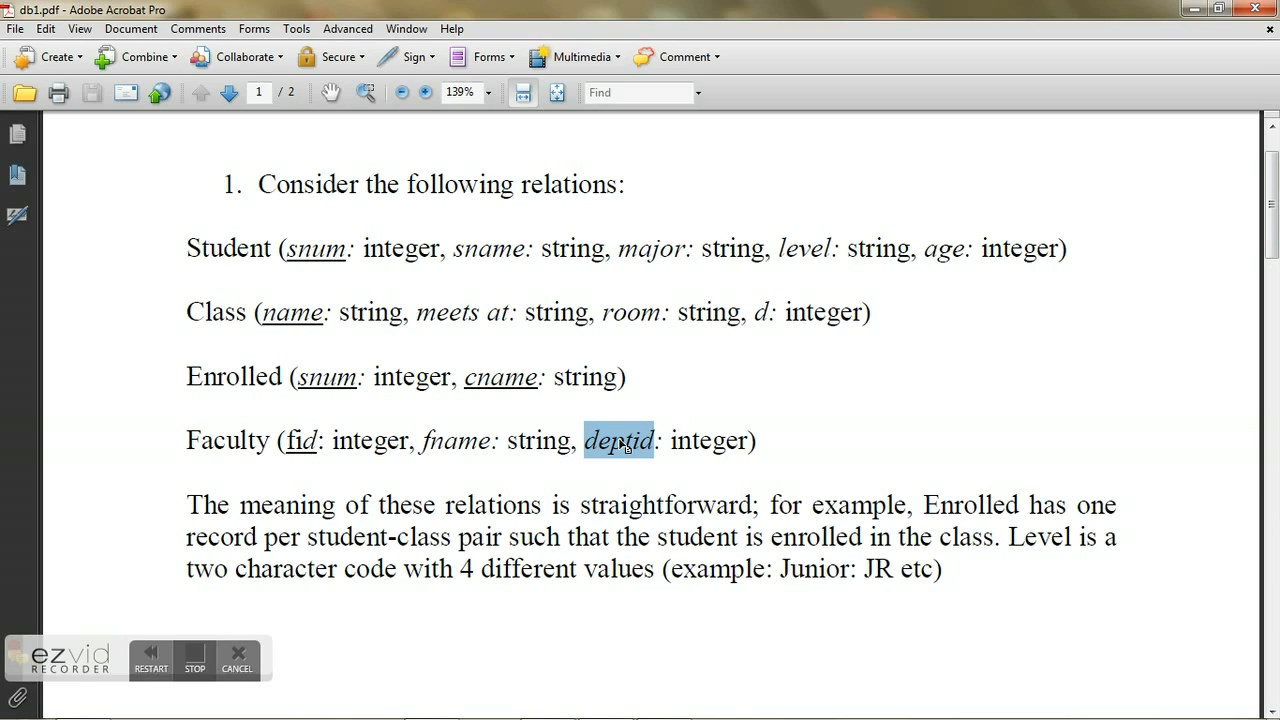 db1.pdf - Adobe Acrobat Pro
File Edit View Document Comments Forms Tools Advanced Window Help
Create Combine Collaborate Secure Sign Forms Multimedia Comment
1 / 2 139% Find
1. Consider the following relations:
Student (snum: integer, sname: string, major: string, level: string, age: integer)
Class (name: string, meets at: string, room: string, d: integer)
Enrolled (snum: integer, cname: string)
Faculty (fid: integer, fname: string, deptid: integer)
The meaning of these relations is straightforward; for example, Enrolled has one
record per student-class pair such that the student is enrolled in the class. Level is a
two character code with 4 different values (example: Junior: JR etc)
ezvid
RECORDER
RESTART STOP CANCEL